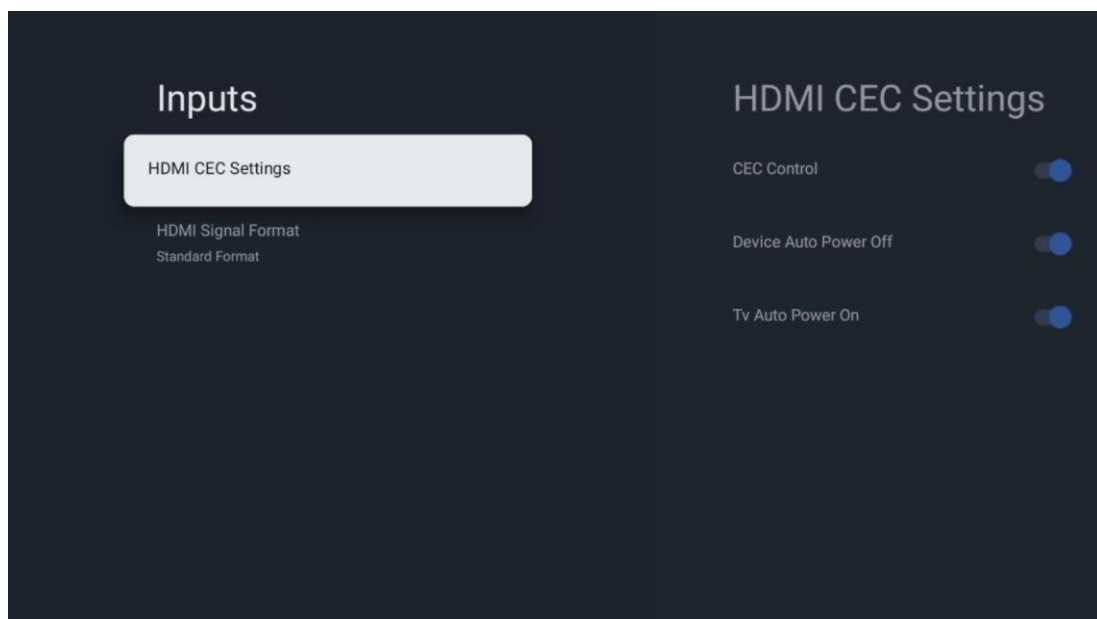 Inputs
HDMI CEC Settings
HDMI Signal Format
Standard Format
HDMI CEC Settings
CEC Control
Device Auto Power Off
Tv Auto Power On